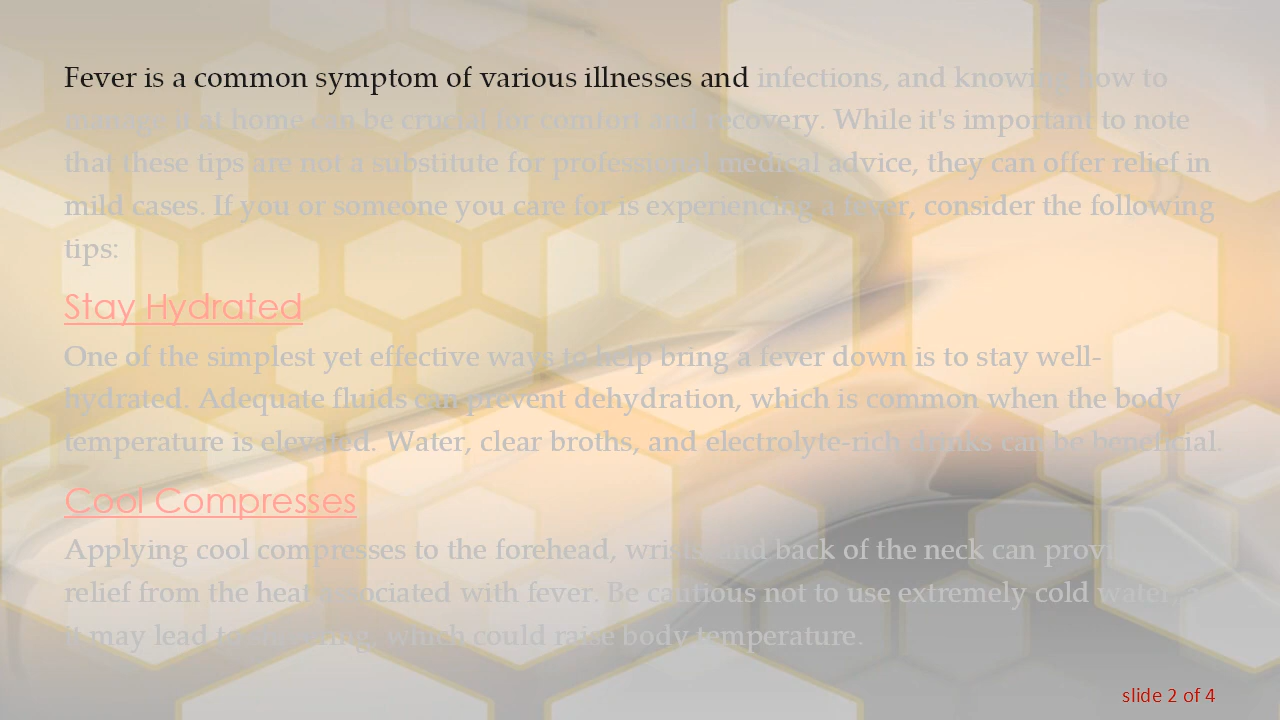 Fever is a common symptom of various illnesses and infections, and knowing how to
manage it at home can be crucial for comfort and recovery. While it's important to note
that these tips are not a substitute for professional medical advice, they can offer relief in
mild cases. If you or someone you care for is experiencing a fever, consider the following
tips:
Stay Hydrated
One of the simplest yet effective ways to help bring a fever down is to stay well-
hydrated. Adequate fluids can prevent dehydration, which is common when the body
temperature is elevated. Water, clear broths, and electrolyte-rich drinks can be beneficial.
Cool Compresses
Applying cool compresses to the forehead, wrists, and back of the neck can provide
relief from the heat associated with fever. Be cautious not to use extremely cold water, as
it may lead to shivering, which could raise body temperature.
slide 2 of 4